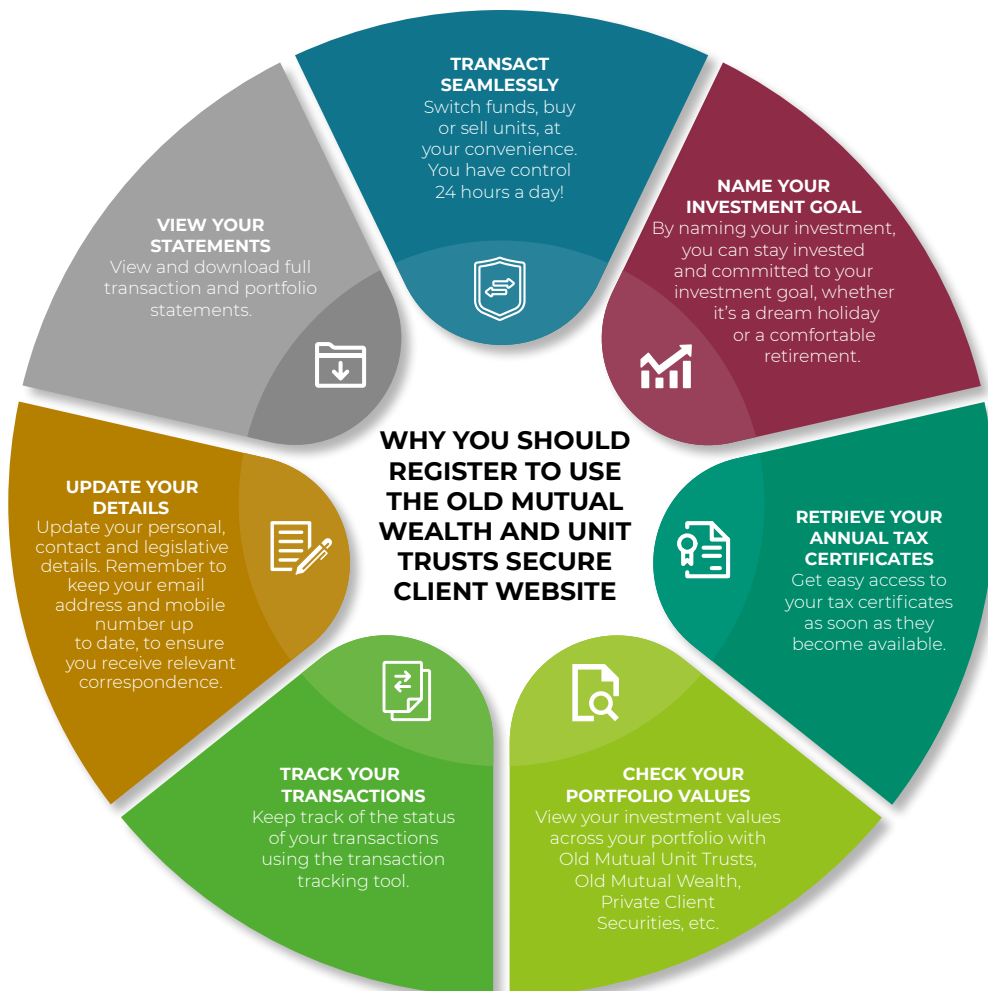 TRANSACT
SEAMLESSLY
Switch funds, buy
or sell units, at
your convenience.
You have control
24 hours a day!
NAME YOUR
INVESTMENT GOAL
By naming your investment,
you can stay invested
and committed to your
investment goal, whether
it's a dream holiday
or a comfortable
retirement.
RETRIEVE YOUR
ANNUAL TAX
CERTIFICATES
Get easy access to
your tax certificates
as soon as they
become available.
CHECK YOUR
PORTFOLIO VALUES
View your investment values
across your portfolio with
Old Mutual Unit Trusts,
Old Mutual Wealth,
Private Client
Securities, etc.
TRACK YOUR
TRANSACTIONS
Keep track of the status
of your transactions
using the transaction
tracking tool.
UPDATE YOUR
DETAILS
Update your personal,
contact and legislative
details. Remember to
keep your email
address and mobile
number up
to date, to ensure
you receive relevant
correspondence.
VIEW YOUR
STATEMENTS
View and download full
transaction and portfolio
statements.
WHY YOU SHOULD
REGISTER TO USE
THE OLD MUTUAL
WEALTH AND UNIT
TRUSTS SECURE
CLIENT WEBSITE